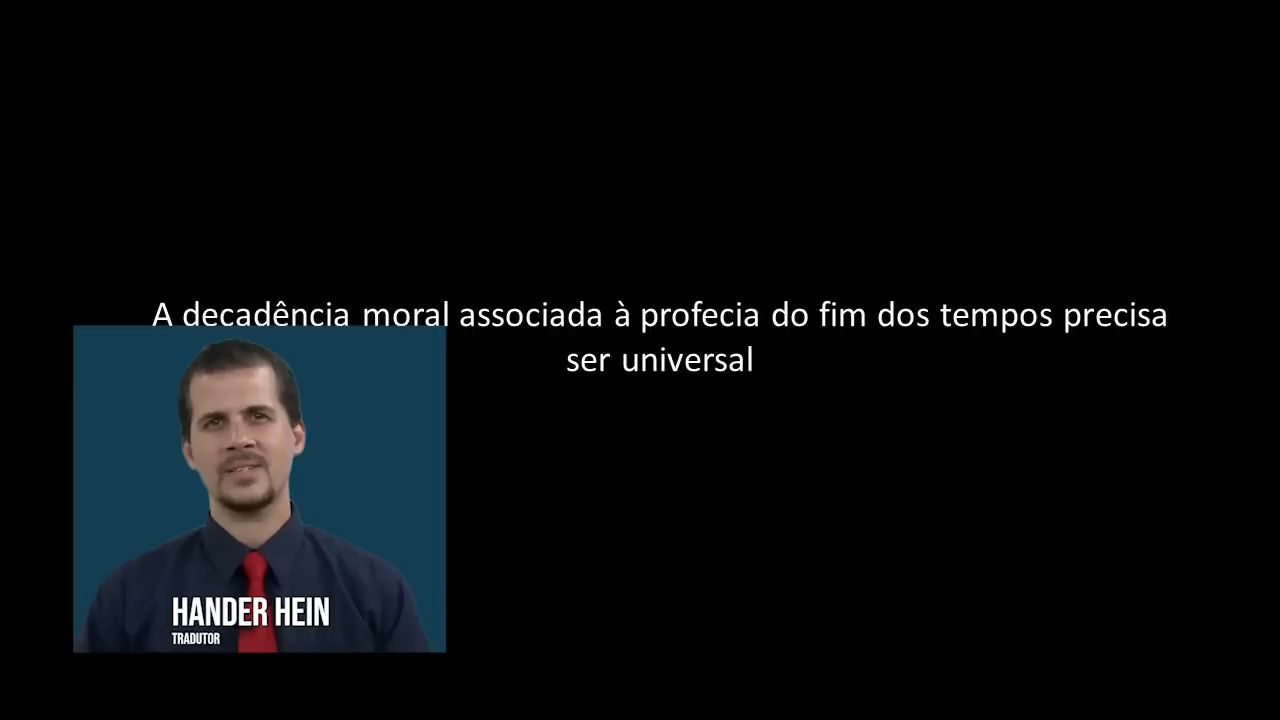 A decadência moral associada à profecia do fim dos tempos precisa
ser universal
HANDER HEIN
TRADUTOR